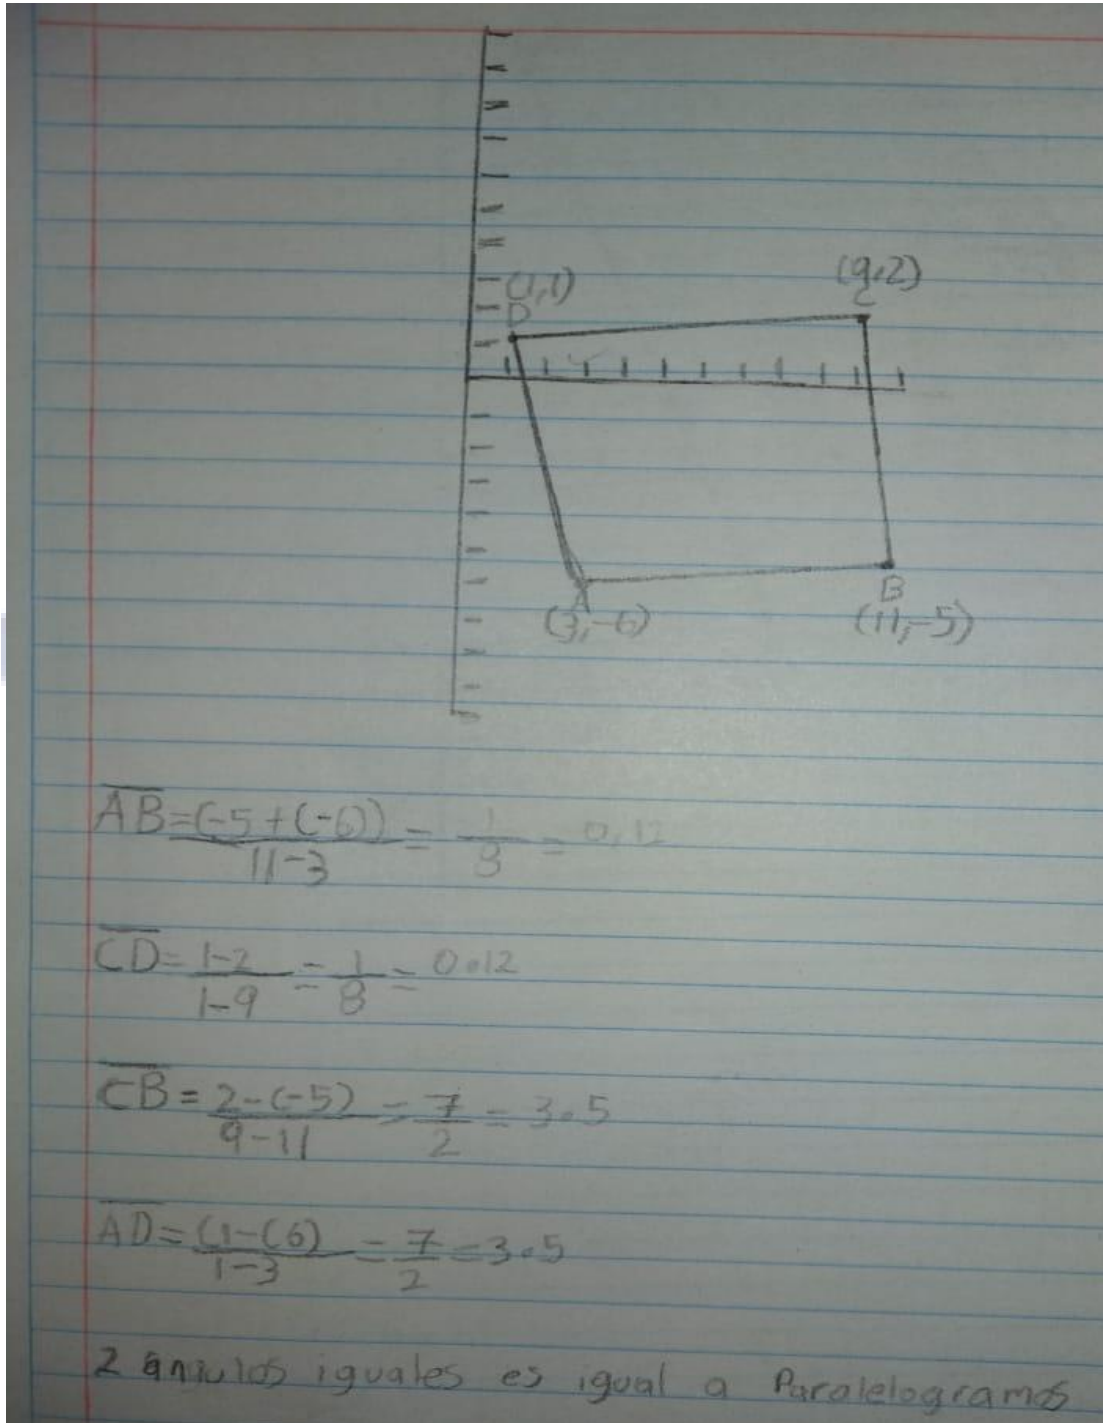 (1,1)
D
(9,2)
C
A
(3,-6)
B
(11,-5)
AB = (-5 + (-6)) / 11-3 = 1/8 = 0,12
CD = 1-2 / 1-9 = 1/8 = 0.12
CB = 2-(-5) / 9-11 = 7/2 = 3.5
AD = (1-(6) / 1-3 = 7/2 = 3.5
2 ángulos iguales es igual a Paralelogramos